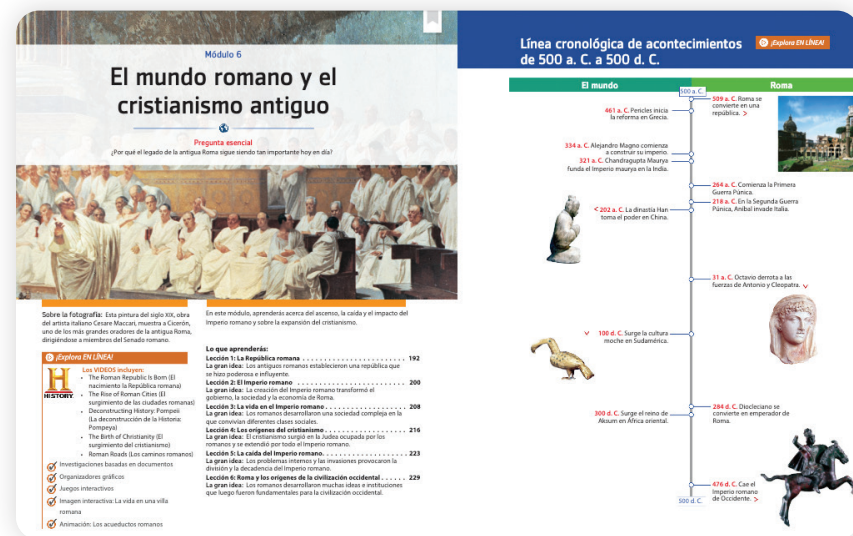 Módulo 6
El mundo romano y el
cristianismo antiguo
Pregunta esencial
¿Por qué el legado de la antigua Roma sigue siendo tan importante hoy en día?
Sobre la fotografía: Esta pintura del siglo XIX, obra
del artista italiano Cesare Maccari, muestra a Cicerón,
uno de los más grandes oradores de la antigua Roma,
dirigiéndose a miembros del Senado romano.
¡Explora EN LÍNEA!
H
HISTORY.
Los VIDEOS incluyen:
• The Roman Republic Is Born (El
nacimiento la República romana)
• The Rise of Roman Cities (El
surgimiento de las ciudades romanas)
• Deconstructing History: Pompeii
(La deconstrucción de la Historia:
Pompeya)
• The Birth of Christianity (El
surgimiento del cristianismo)
• Roman Roads (Los caminos romanos)
Investigaciones basadas en documentos
Organizadores gráficos
Juegos interactivos
Imagen interactiva: La vida en una villa
romana
Animación: Los acueductos romanos
En este módulo, aprenderás acerca del ascenso, la caída y el impacto del
Imperio romano y sobre la expansión del cristianismo.
Lo que aprenderás:
Lección 1: La República romana . . . . . . . . . . . . . . . . . . . . . . 192
La gran idea: Los antiguos romanos establecieron una república que
se hizo poderosa e influyente.
Lección 2: El Imperio romano . . . . . . . . . . . . . . . . . . . . . . . 200
La gran idea: La creación del Imperio romano transformó el
gobierno, la sociedad y la economía de Roma.
Lección 3: La vida en el Imperio romano . . . . . . . . . . . . . . . . 208
La gran idea: Los romanos desarrollaron una sociedad compleja en la
que convivían diferentes clases sociales.
Lección 4: Los orígenes del cristianismo . . . . . . . . . . . . . . . . 216
La gran idea: El cristianismo surgió en la Judea ocupada por los
romanos y se extendió por todo el Imperio romano.
Lección 5: La caída del Imperio romano. . . . . . . . . . . . . . . . . 223
La gran idea: Los problemas internos y las invasiones provocaron la
división y la decadencia del Imperio romano.
Lección 6: Roma y los orígenes de la civilización occidental . . 229
La gran idea: Los romanos desarrollaron muchas ideas e instituciones
que luego fueron fundamentales para la civilización occidental.
Línea cronológica de acontecimientos
de 500 a. C. a 500 d. C.
¡Explora EN LÍNEA!
El mundo
Roma
500 a. C.
509 a. C. Roma se
convierte en una
república. >
461 a. C. Pericles inicia
la reforma en Grecia.
334 a. C. Alejandro Magno comienza
a construir su imperio.
321 a. C. Chandragupta Maurya
funda el Imperio maurya en la India.
264 a. C. Comienza la Primera
Guerra Púnica.
218 a. C. En la Segunda Guerra
Púnica, Aníbal invade Italia.
< 202 a. C. La dinastía Han
toma el poder en China.
31 a. C. Octavio derrota a las
fuerzas de Antonio y Cleopatra.
100 d. C. Surge la cultura
moche en Sudamérica.
284 d. C. Diocleciano se
convierte en emperador de
Roma.
300 d. C. Surge el reino de
Aksum en África oriental.
476 d. C. Cae el
Imperio romano
de Occidente. >
500 d. C.